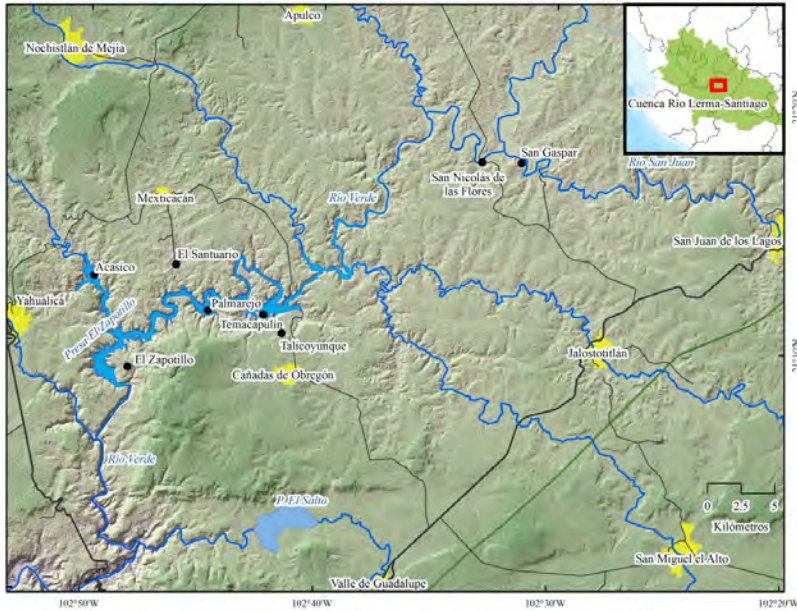 Apulco
Nochistlán de Mejía
Cuenca Río Lerma-Santiago
San Gaspar
San Nicolás de
las Flores
Río San Juan
Mexticacán
Río Verde
San Juan de los Lagos
El Santuario
Acasico
Yahualica
Presa El Zapotillo
Palmarejo
Temacapulín
Talicoyunque
El Zapotillo
Cañadas de Obregón
Jalostotitlán
Río Verde
P. El Salto
0 2.5 5
Kilómetros
San Miguel el Alto
Valle de Guadalupe
102°50'W 102°40'W 102°30'W 102°20'W